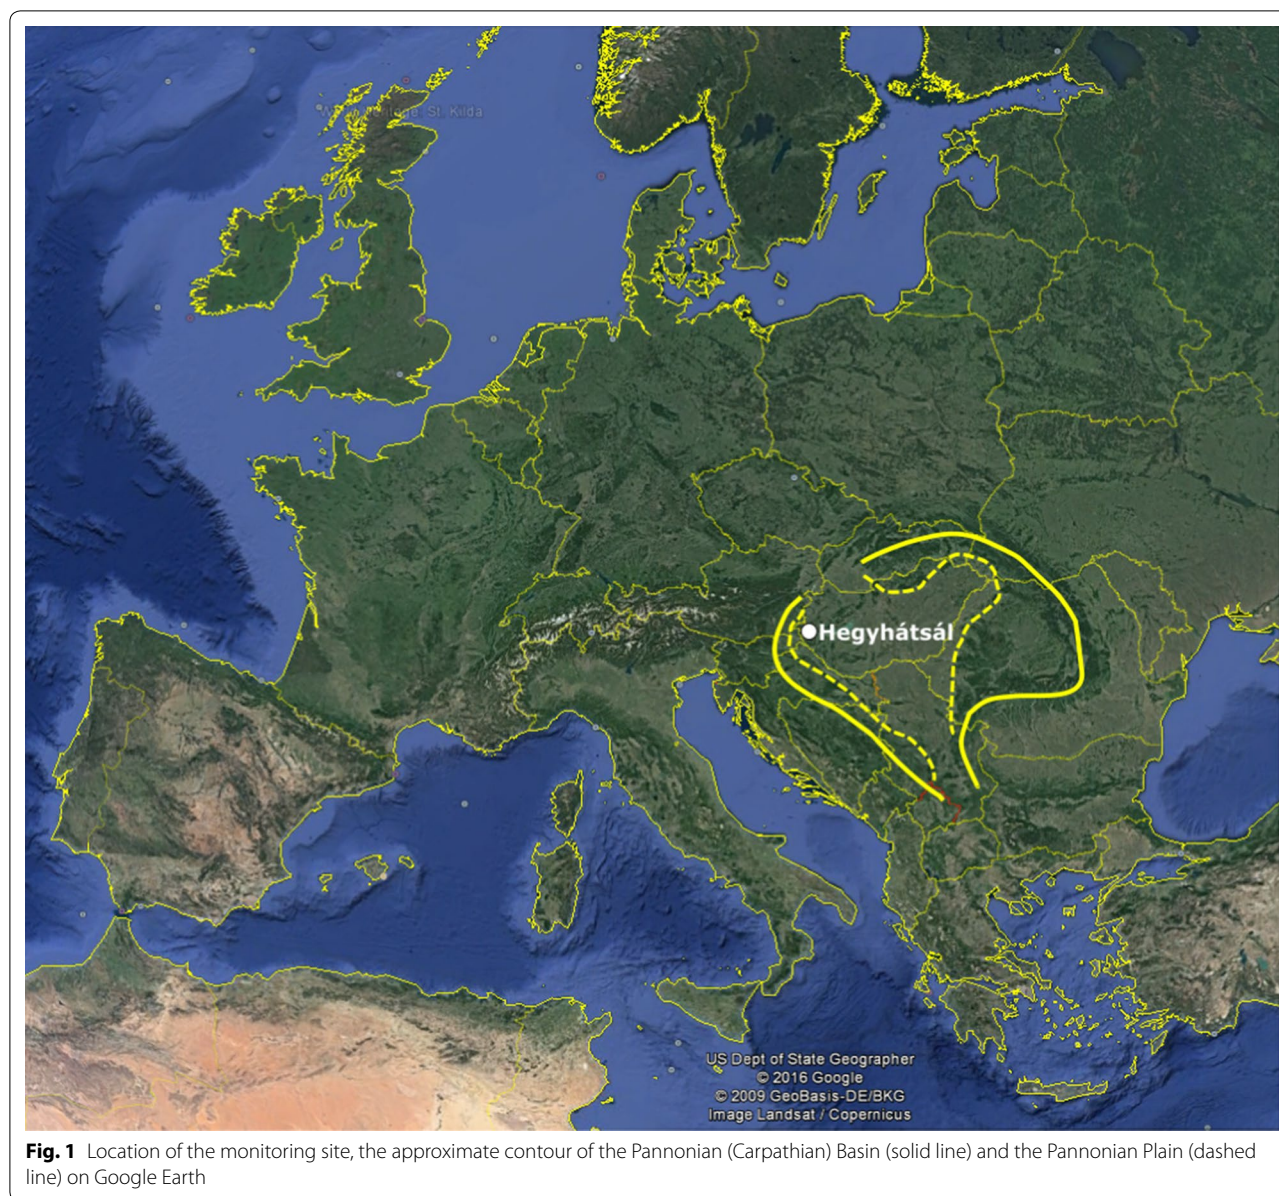 St. Kilda
Hegyhátsál
US Dept of State Geographer
© 2016 Google
© 2009 GeoBasis-DE/BKG
Image Landsat / Copernicus
Fig. 1 Location of the monitoring site, the approximate contour of the Pannonian (Carpathian) Basin (solid line) and the Pannonian Plain (dashed
line) on Google Earth